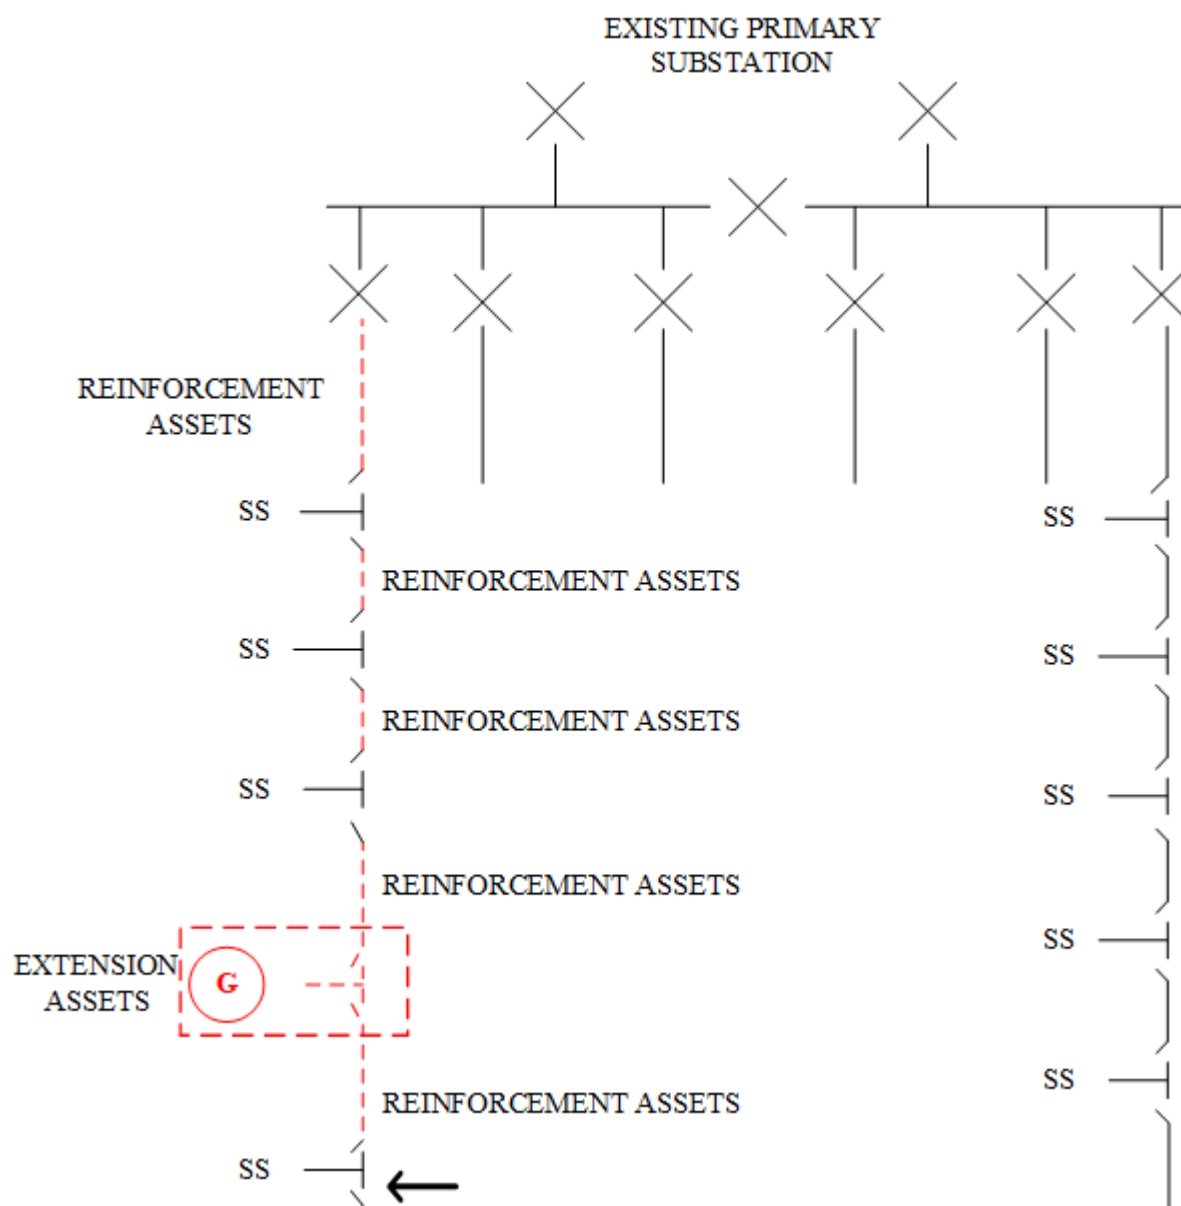 EXISTING PRIMARY
SUBSTATION
REINFORCEMENT
ASSETS
SS
SS
REINFORCEMENT ASSETS
SS
SS
REINFORCEMENT ASSETS
SS
SS
REINFORCEMENT ASSETS
SS
EXTENSION
ASSETS
G
SS
REINFORCEMENT ASSETS
SS